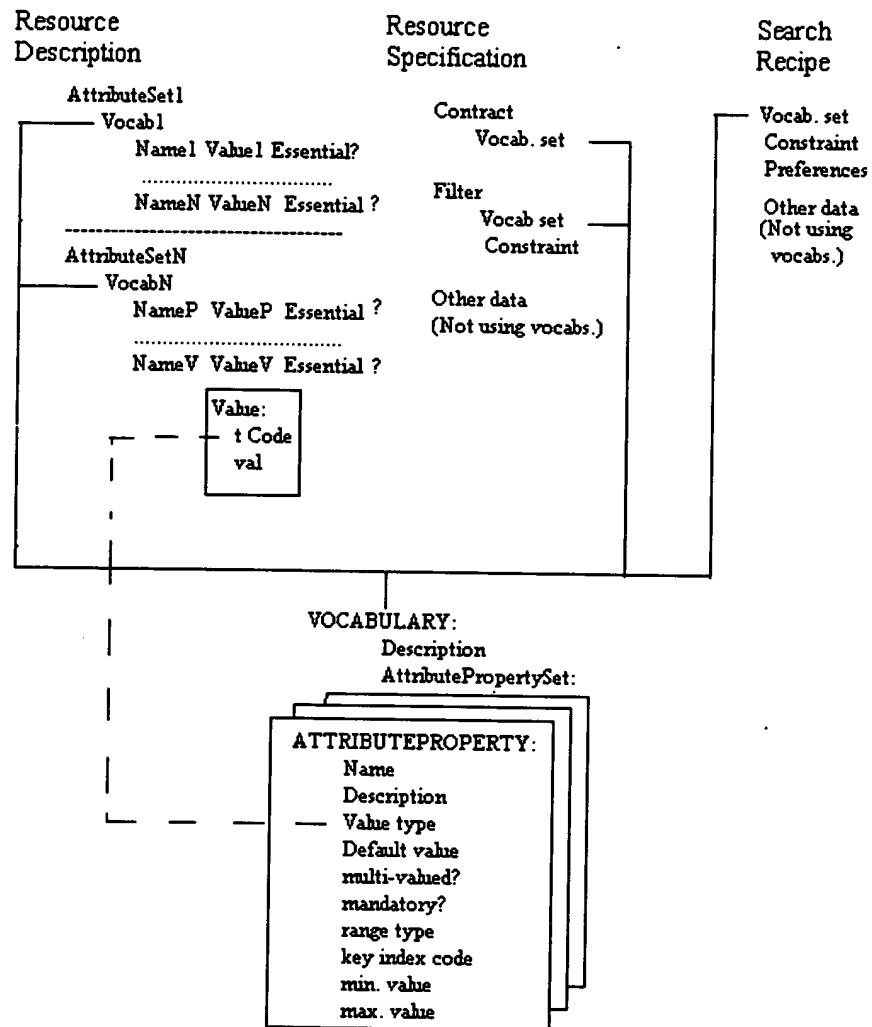 Resource
Description
AttributeSet1
Vocab1
Name1 Value1 Essential?
NameN ValueN Essential ?
AttributeSetN
VocabN
NameP ValueP Essential ?
NameV ValueV Essential ?
Value:
t Code
val
Resource
Specification
Contract
Vocab. set
Filter
Vocab set
Constraint
Other data
(Not using vocabs.)
Search
Recipe
Vocab. set
Constraint
Preferences
Other data
(Not using
vocabs.)
VOCABULARY:
Description
AttributePropertySet:
ATTRIBUTEPROPERTY:
Name
Description
Value type
Default value
multi-valued?
mandatory?
range type
key index code
min. value
max. value